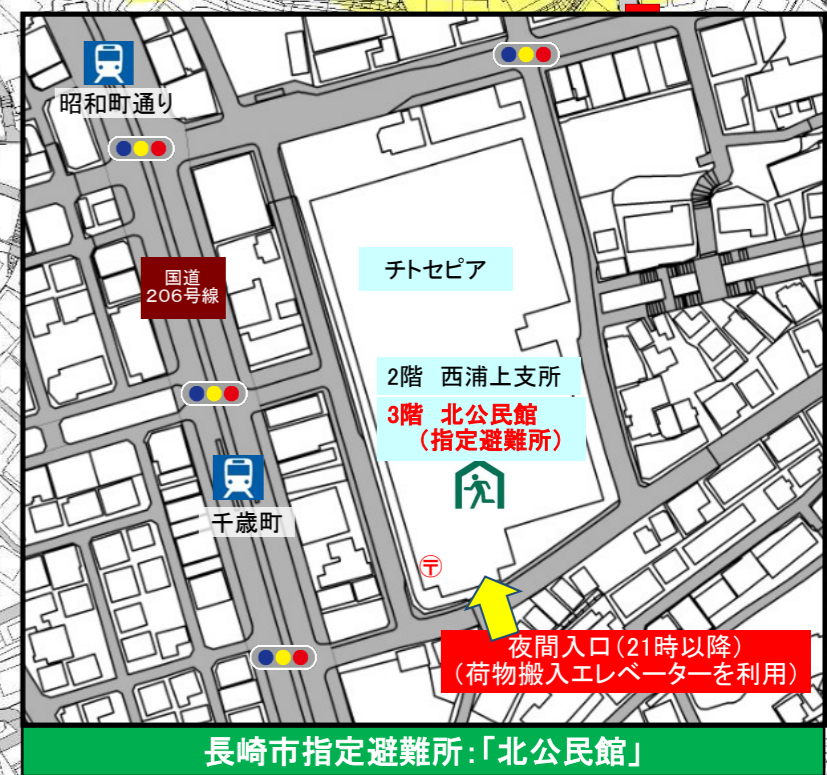 昭和町通り
国道
206号線
チトセピア
2階 西浦上支所
3階 北公民館
(指定避難所)
千歳町
〒
夜間入口(21時以降)
(荷物搬入エレベーターを利用)
長崎市指定避難所:「北公民館」